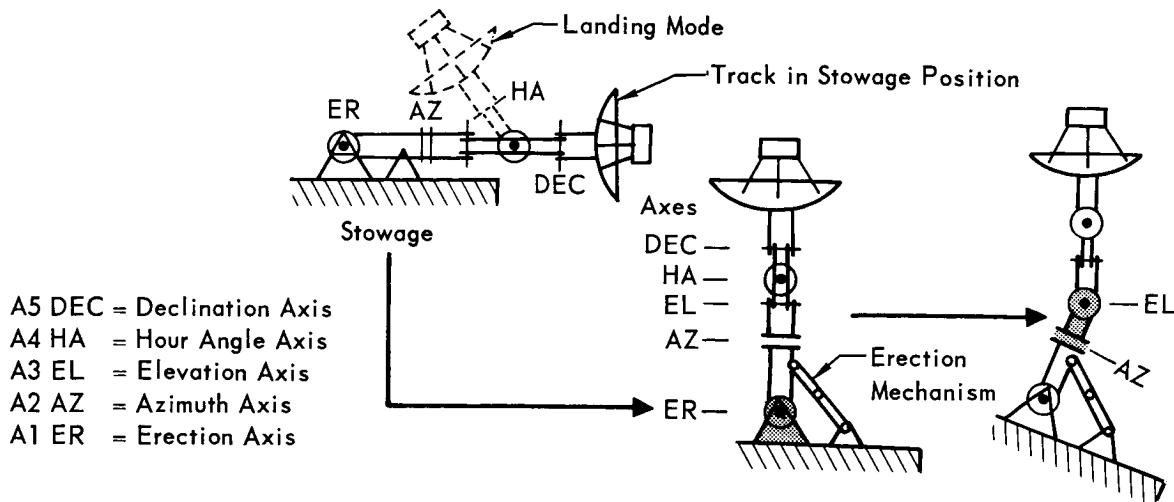 Landing Mode
Track in Stowage Position
HA
ER
AZ
DEC
Stowage
Axes
DEC
HA
EL
AZ
ER
Erection
Mechanism
EL
AZ
A5 DEC = Declination Axis
A4 HA = Hour Angle Axis
A3 EL = Elevation Axis
A2 AZ = Azimuth Axis
A1 ER = Erection Axis